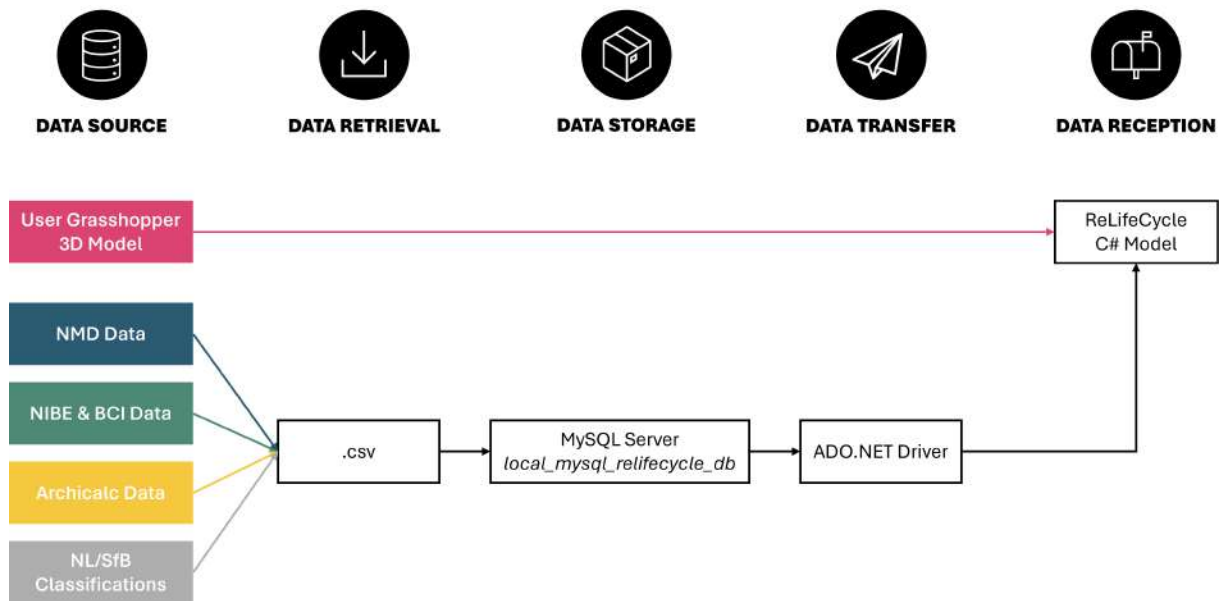 DATA SOURCE
DATA RETRIEVAL
DATA STORAGE
DATA TRANSFER
DATA RECEPTION
User Grasshopper
3D Model
ReLifeCycle
C# Model
NMD Data
NIBE & BCI Data
.csv
MySQL Server
local_mysql_relifecycle_db
ADO.NET Driver
Archicalc Data
NL/SfB
Classifications